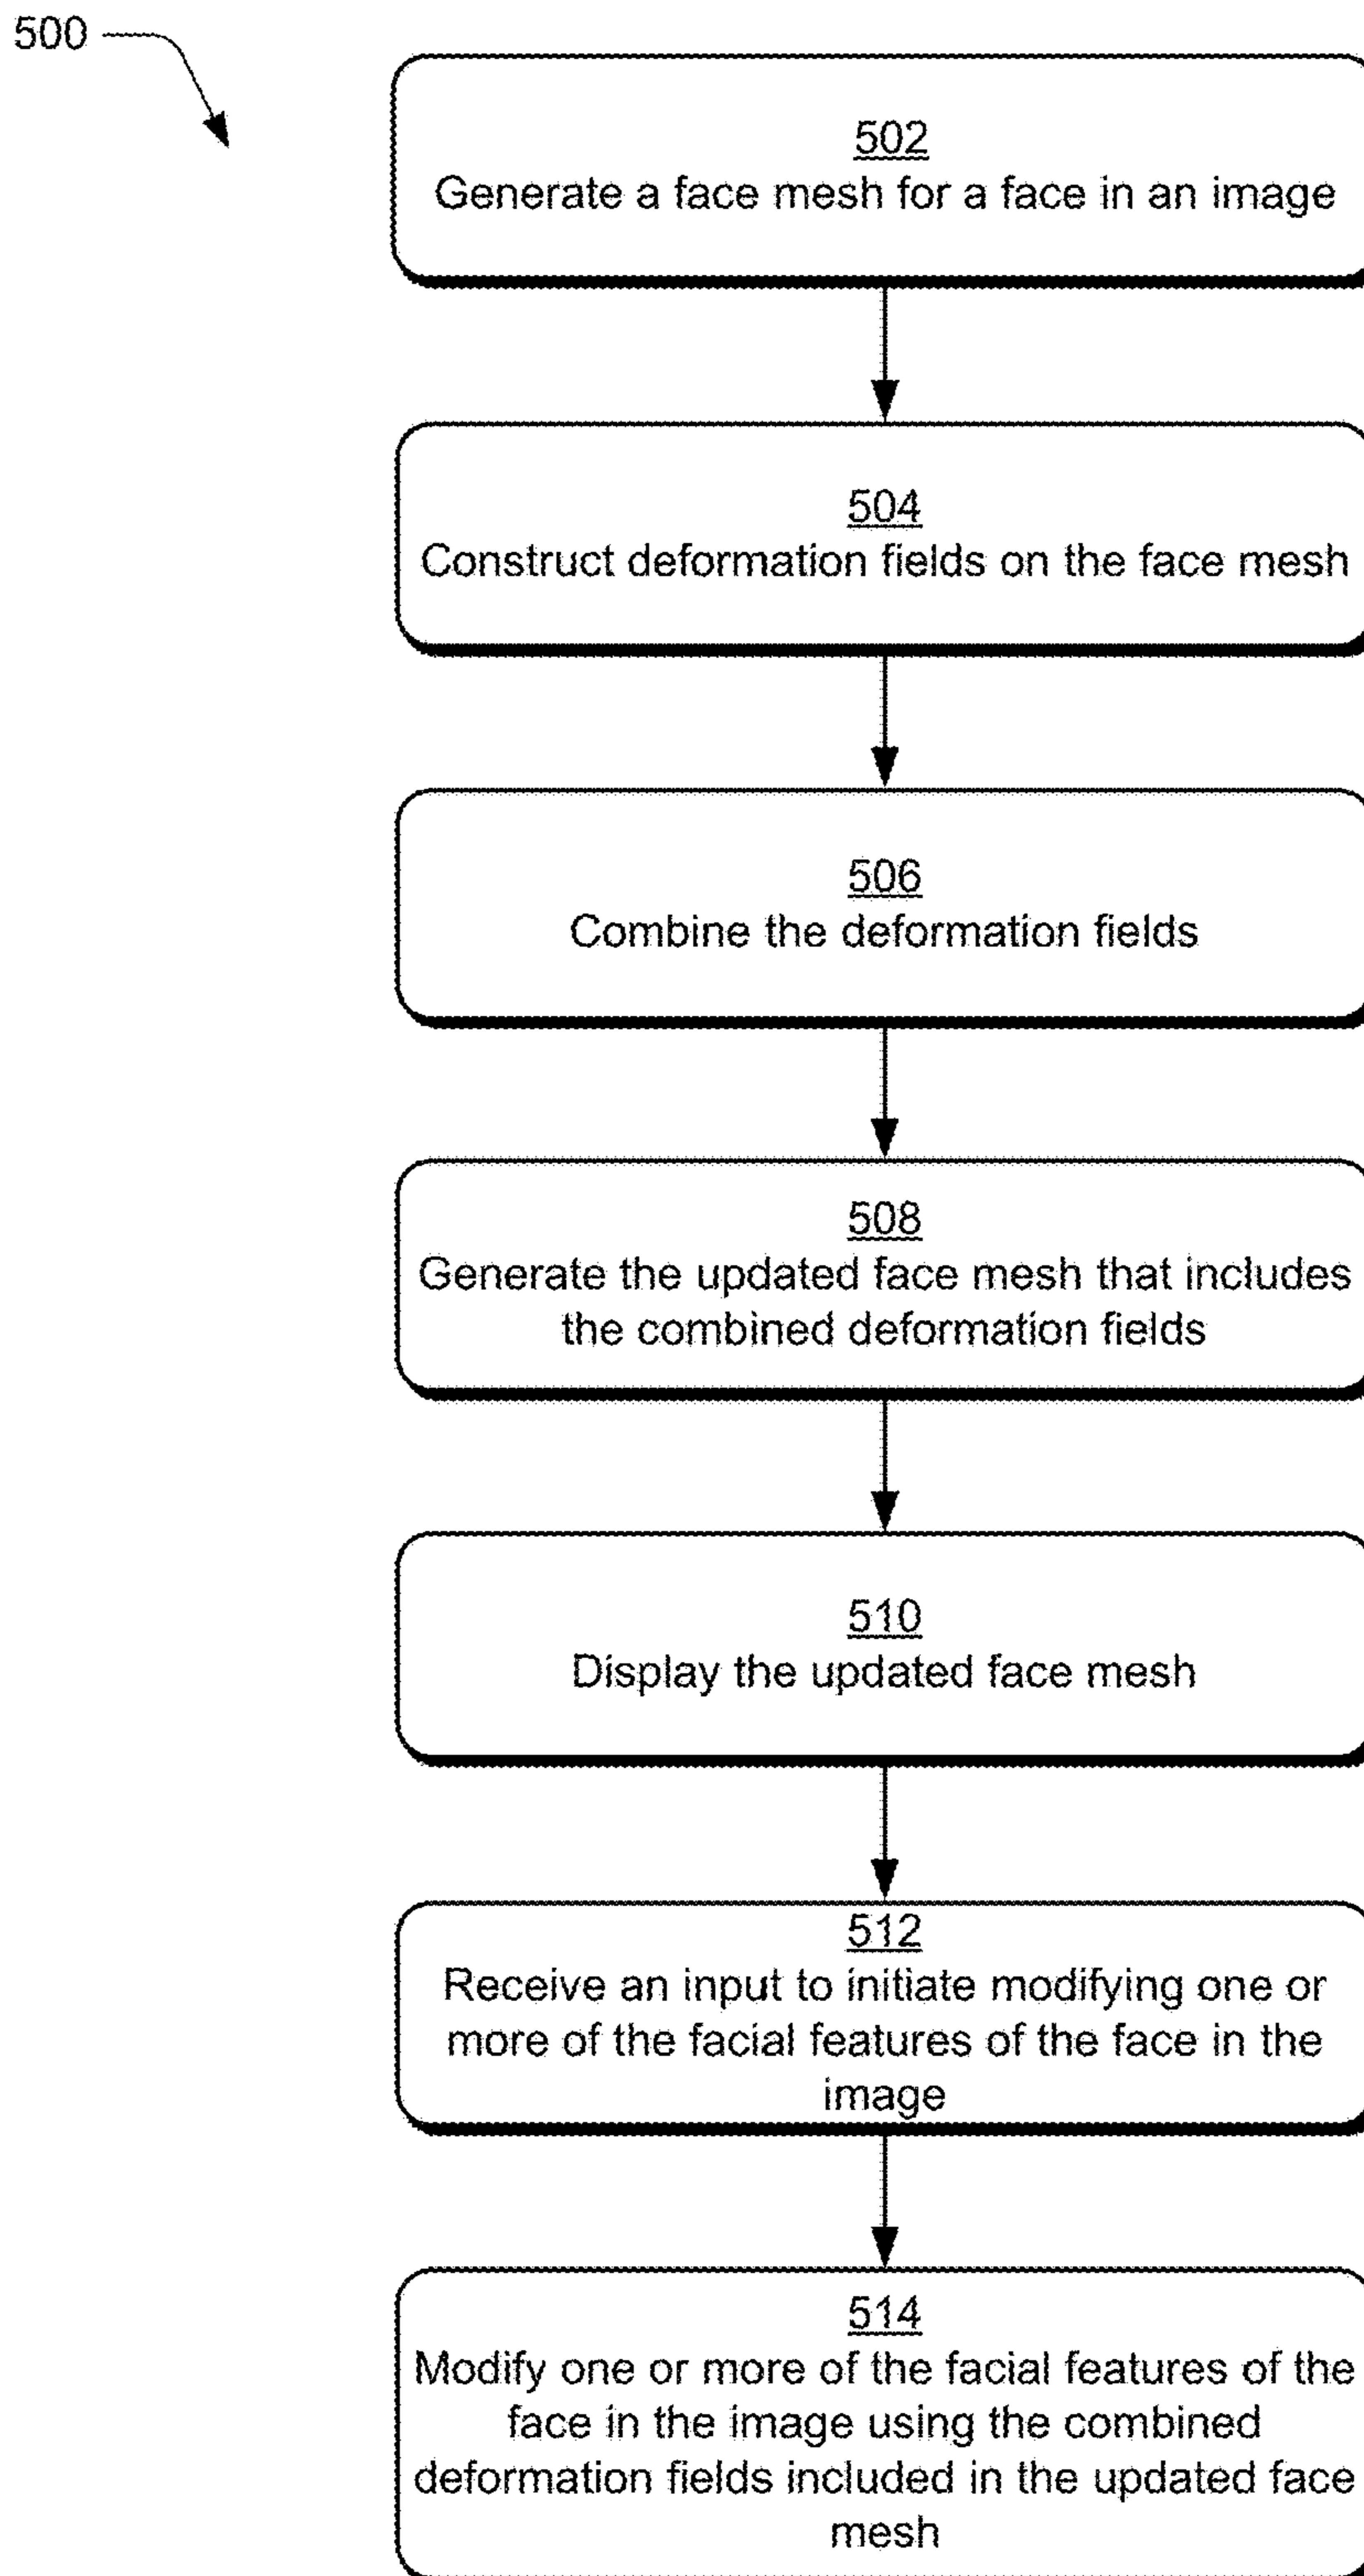 500
502
Generate a face mesh for a face in an image
504
Construct deformation fields on the face mesh
506
Combine the deformation fields
508
Generate the updated face mesh that includes
the combined deformation fields
510
Display the updated face mesh
512
Receive an input to initiate modifying one or
more of the facial features of the face in the
image
514
Modify one or more of the facial features of the
face in the image using the combined
deformation fields included in the updated face
mesh